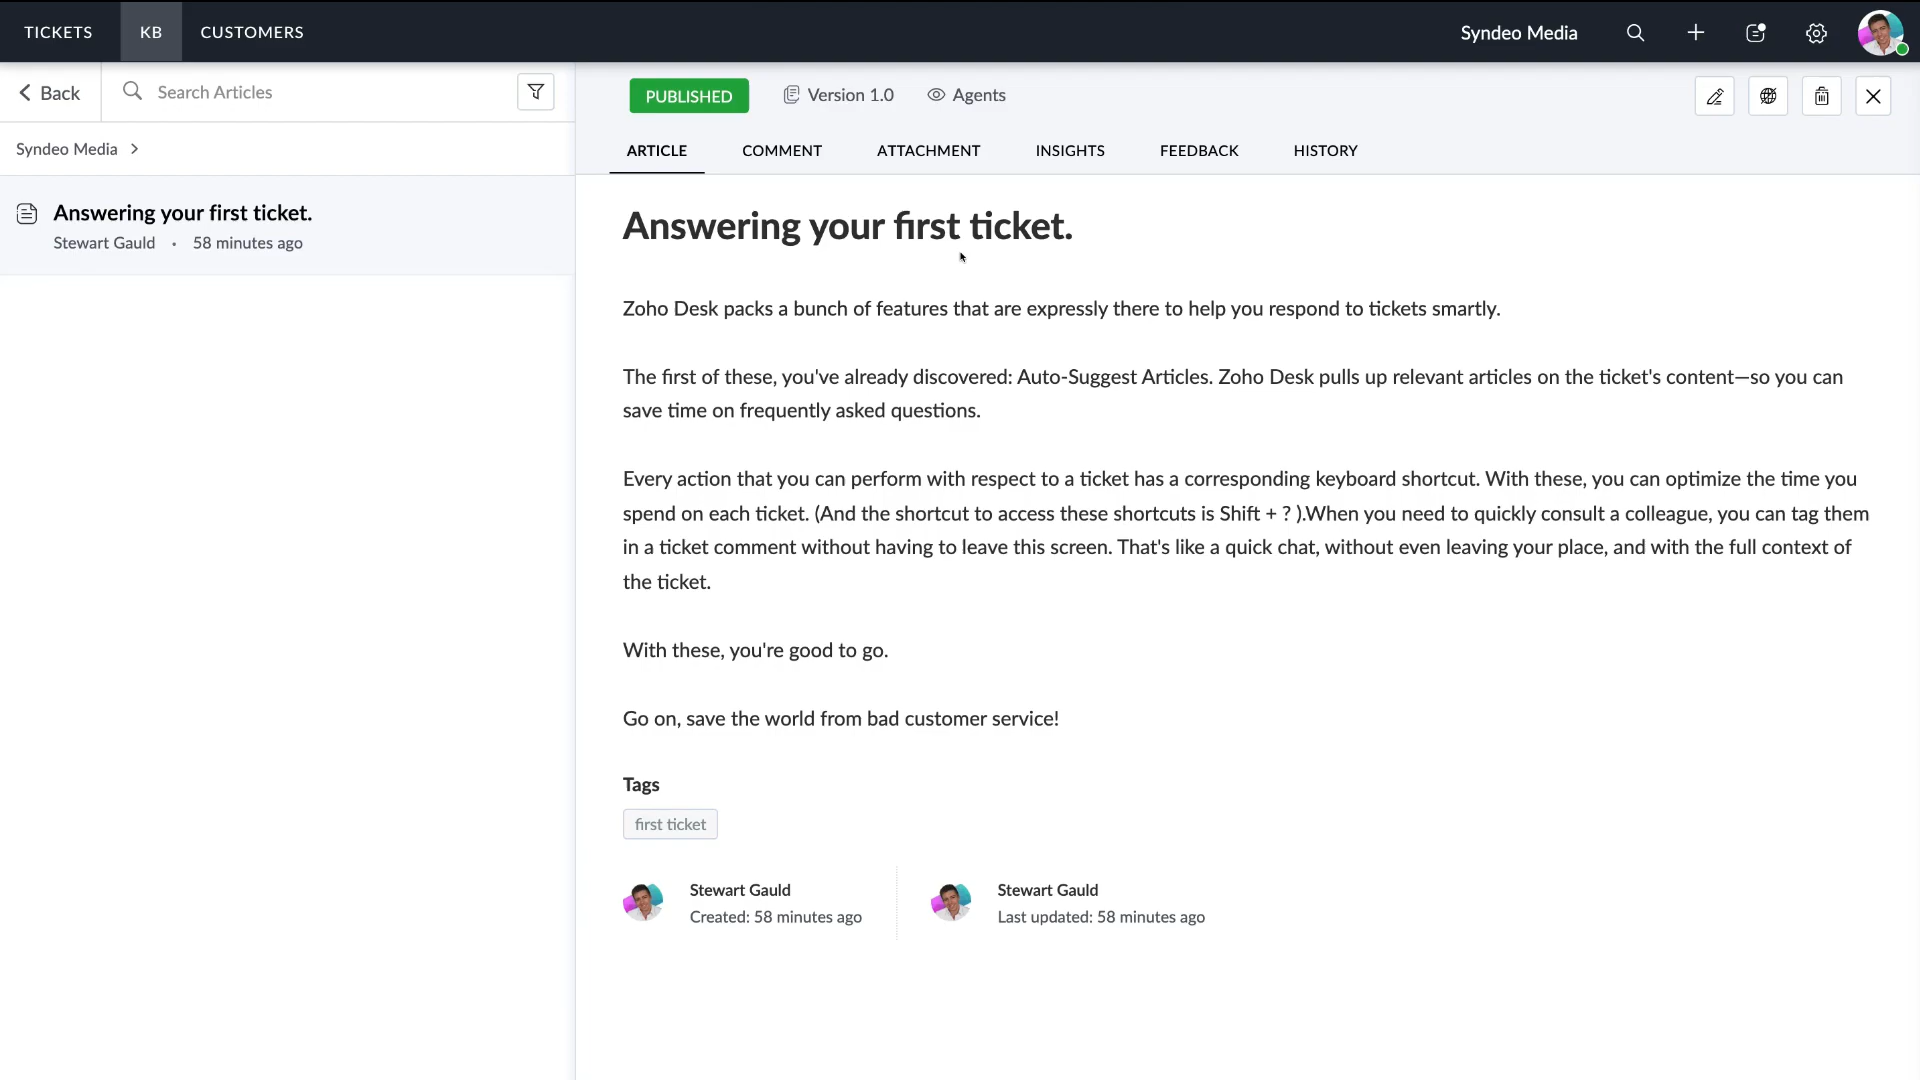 TICKETS
KB
CUSTOMERS
Syndeo Media
Back
Search Articles
Syndeo Media
Answering your first ticket.
Stewart Gauld • 58 minutes ago
PUBLISHED
Version 1.0
Agents
ARTICLE
COMMENT
ATTACHMENT
INSIGHTS
FEEDBACK
HISTORY
Answering your first ticket.
Zoho Desk packs a bunch of features that are expressly there to help you respond to tickets smartly.
The first of these, you've already discovered: Auto-Suggest Articles. Zoho Desk pulls up relevant articles on the ticket's content—so you can
save time on frequently asked questions.
Every action that you can perform with respect to a ticket has a corresponding keyboard shortcut. With these, you can optimize the time you
spend on each ticket. (And the shortcut to access these shortcuts is Shift + ? ).When you need to quickly consult a colleague, you can tag them
in a ticket comment without having to leave this screen. That's like a quick chat, without even leaving your place, and with the full context of
the ticket.
With these, you're good to go.
Go on, save the world from bad customer service!
Tags
first ticket
Stewart Gauld
Created: 58 minutes ago
Stewart Gauld
Last updated: 58 minutes ago